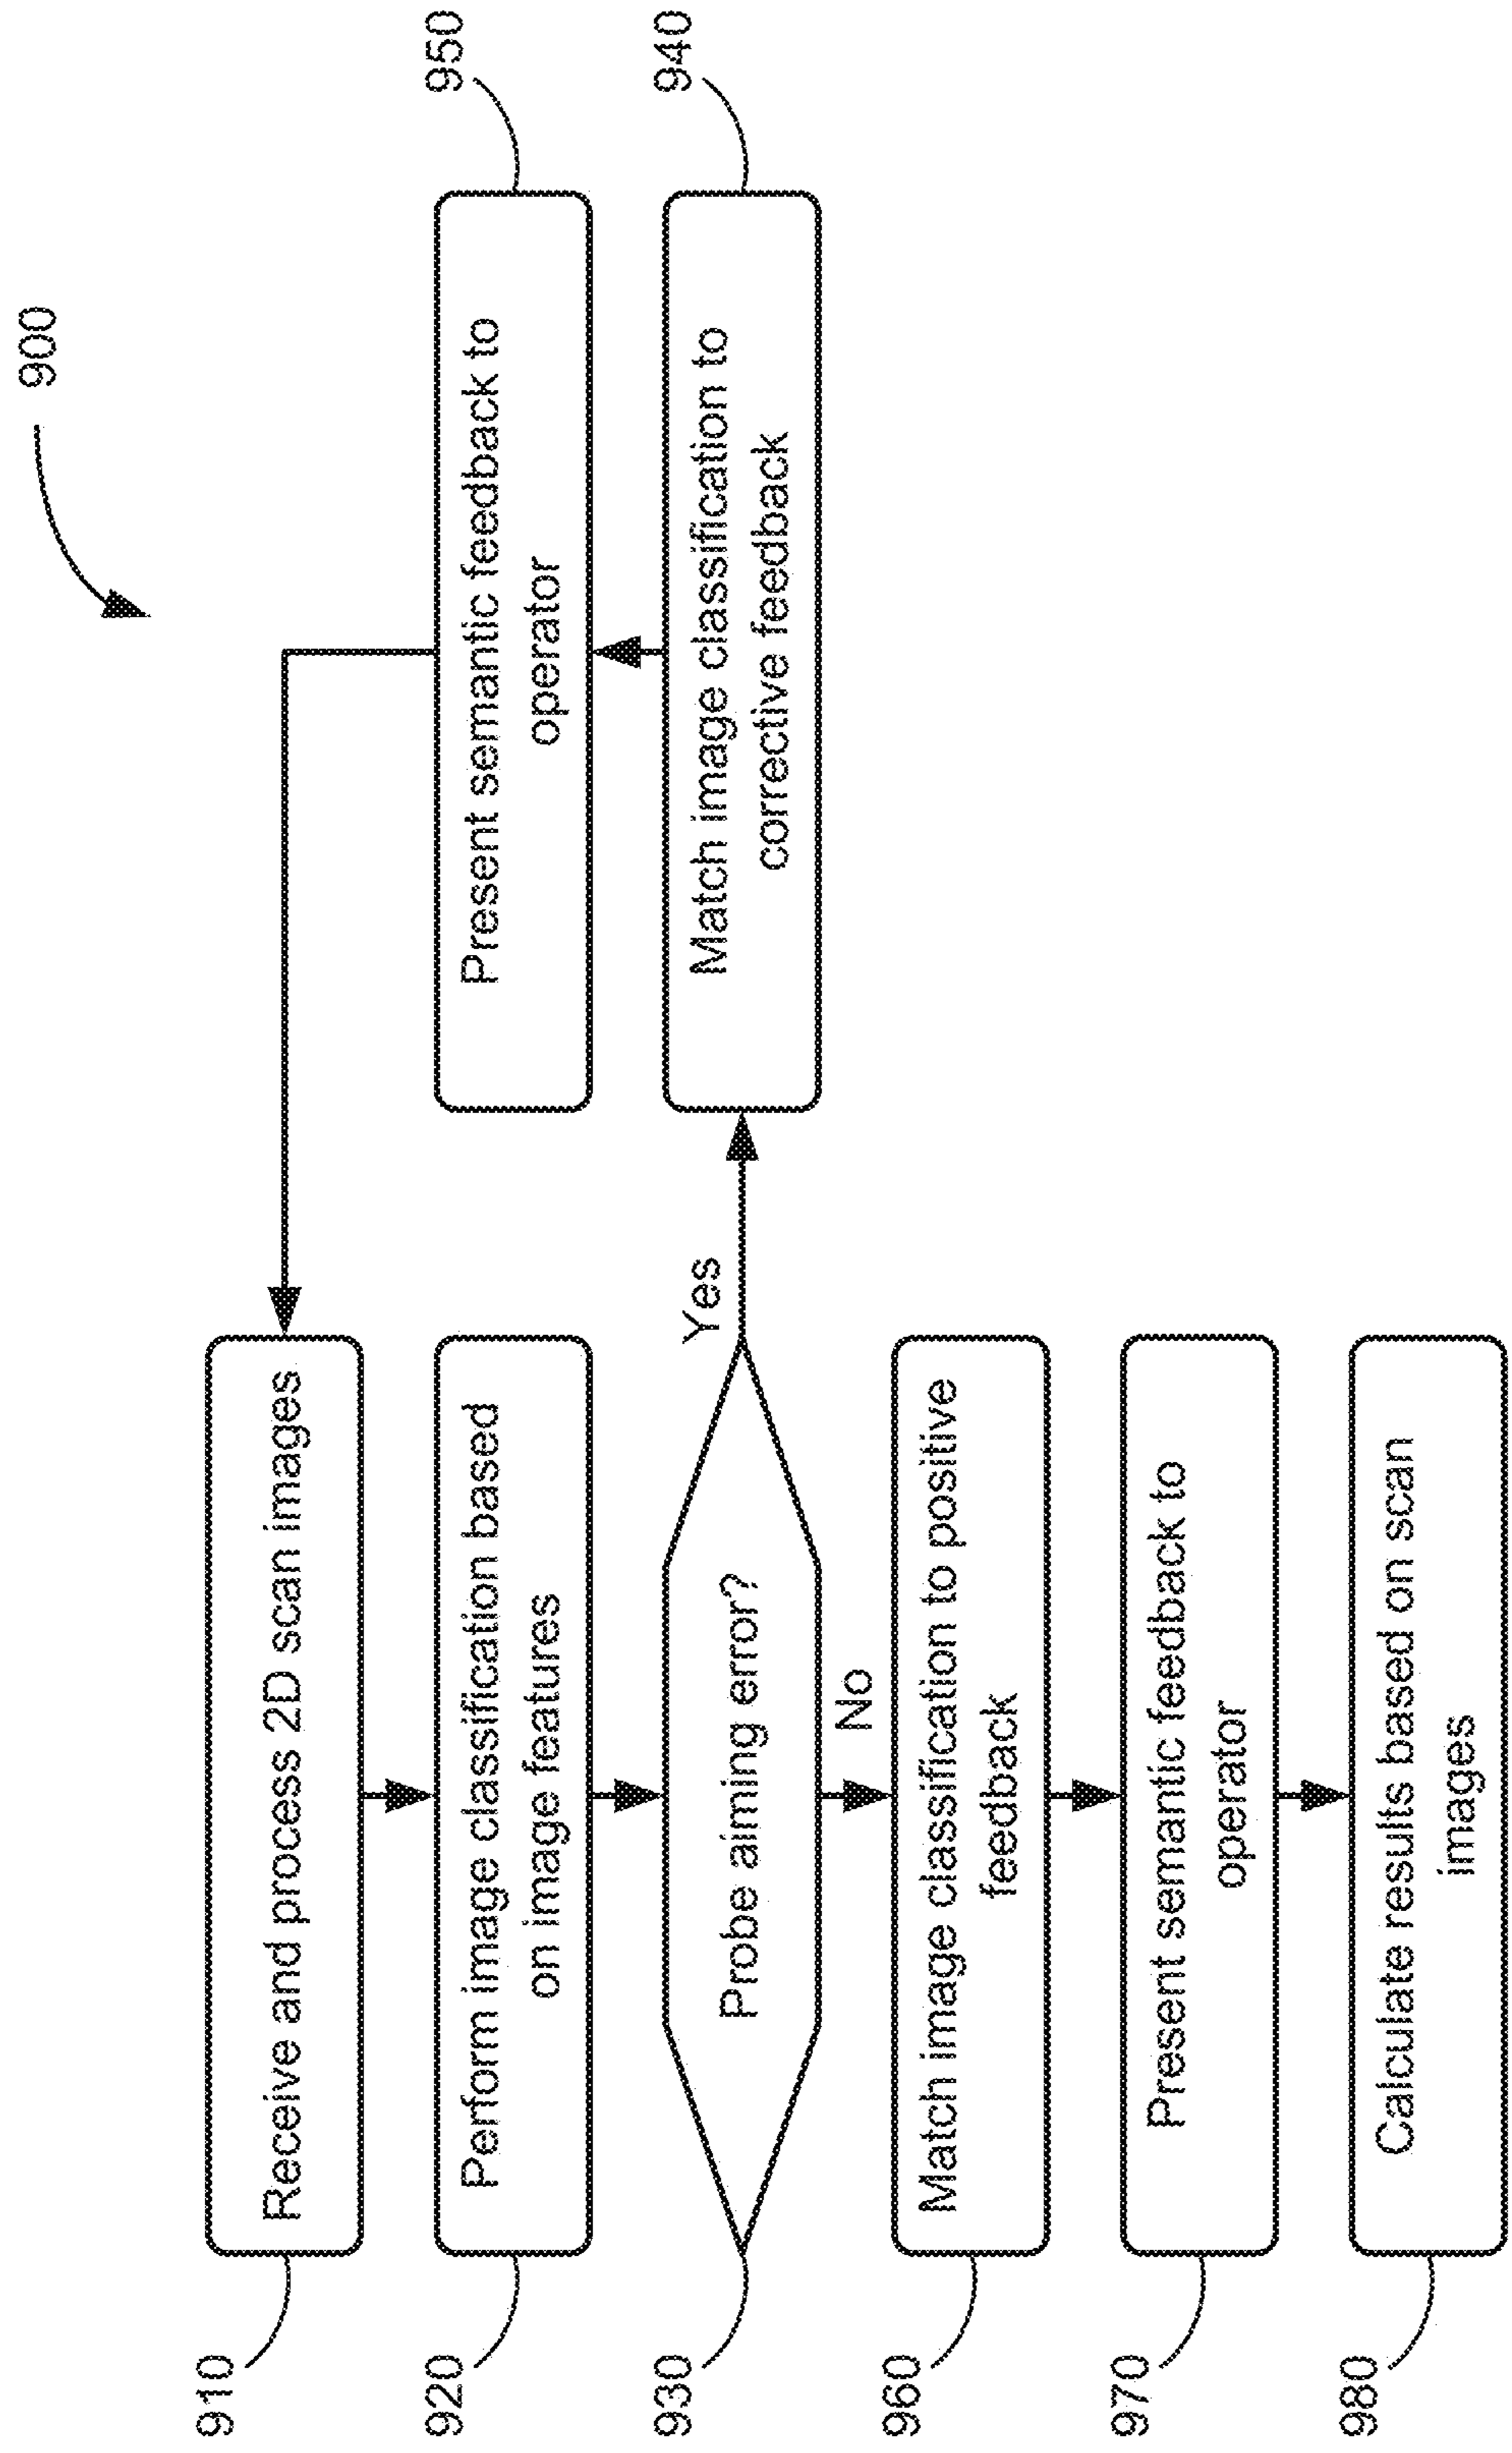 900
910
Receive and process 2D scan images
920
Perform image classification based
on image features
950
Present semantic feedback to
operator
930
Probe aiming error?
Yes
940
Match image classification to
corrective feedback
No
960
Match image classification to positive
feedback
970
Present semantic feedback to
operator
980
Calculate results based on scan
images